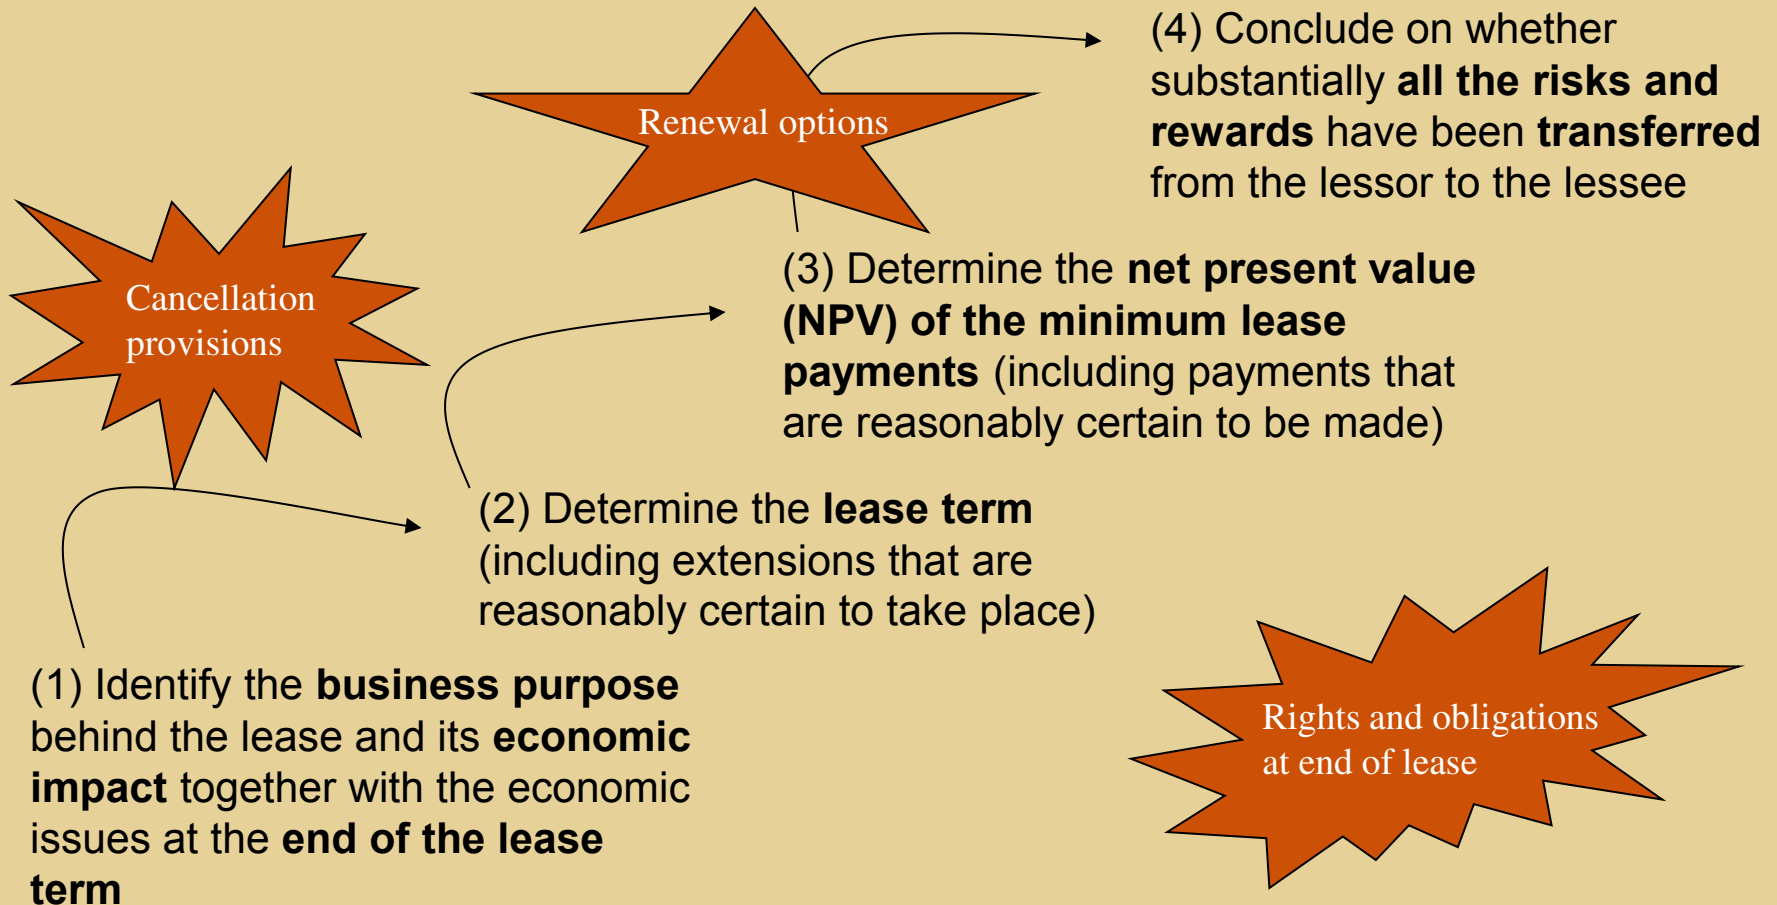 (4) Conclude on whether
substantially all the risks and
rewards have been transferred
from the lessor to the lessee
Renewal options
Cancellation
provisions
(3) Determine the net present value
(NPV) of the minimum lease
payments (including payments that
are reasonably certain to be made)
(2) Determine the lease term
(including extensions that are
reasonably certain to take place)
(1) Identify the business purpose
behind the lease and its economic
impact together with the economic
issues at the end of the lease
term
Rights and obligations
at end of lease